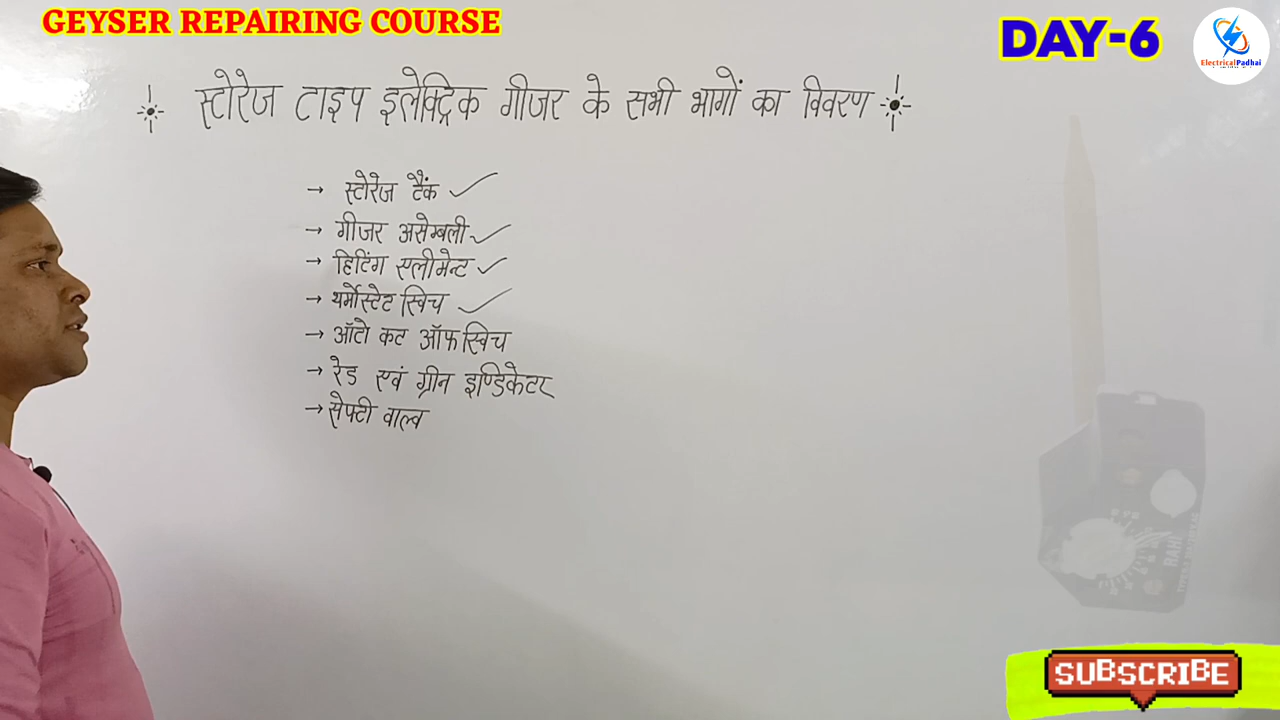 GEYSER REPAIRING COURSE
DAY-6
ElectricalPadhai
स्टोरेज टाइप इलेक्ट्रिक गीजर के सभी भागों का विवरण
→ स्टोरेज टैंक ✓
→ गीजर असेम्बली ✓
→ हिटिंग एलीमेन्ट ✓
→ थर्मोस्टेट स्विच ✓
→ ऑटो कट ऑफ स्विच
→ रेड एवं ग्रीन इण्डिकेटर
→ सेफ्टी वाल्व
RAHI
SUBSCRIBE